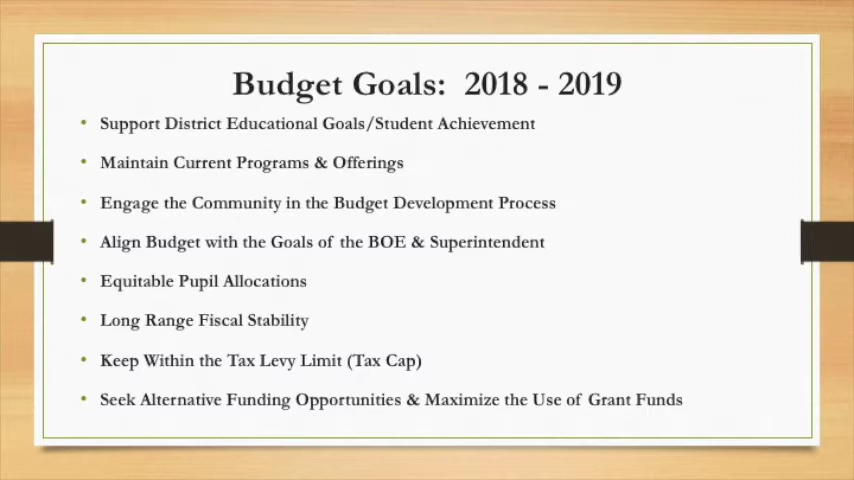 Budget Goals: 2018 - 2019
• Support District Educational Goals/Student Achievement
• Maintain Current Programs & Offerings
• Engage the Community in the Budget Development Process
• Align Budget with the Goals of the BOE & Superintendent
• Equitable Pupil Allocations
• Long Range Fiscal Stability
• Keep Within the Tax Levy Limit (Tax Cap)
• Seek Alternative Funding Opportunities & Maximize the Use of Grant Funds